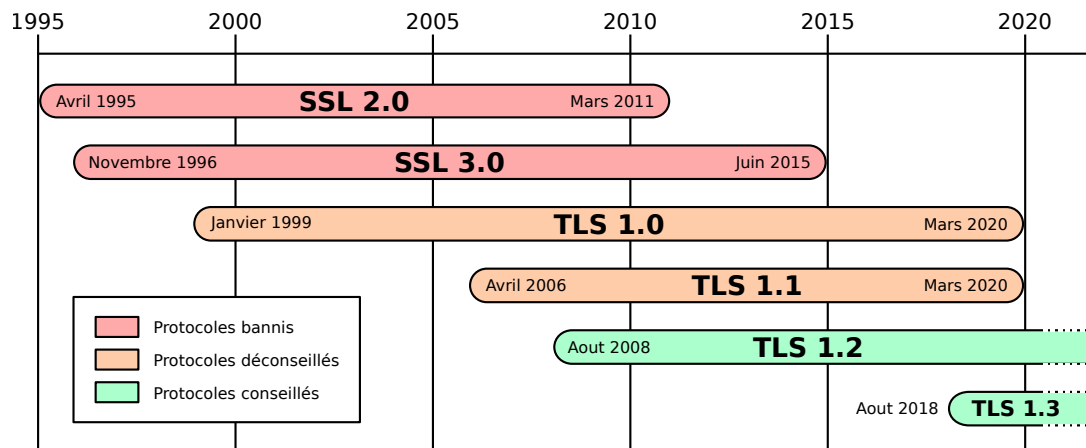 1995 2000 2005 2010 2015 2020
Avril 1995 SSL 2.0 Mars 2011
Novembre 1996 SSL 3.0 Juin 2015
Janvier 1999 TLS 1.0 Mars 2020
Avril 2006 TLS 1.1 Mars 2020
Protocoles bannis
Aout 2008 TLS 1.2
Protocoles déconseillés
Protocoles conseillés
Aout 2018 TLS 1.3